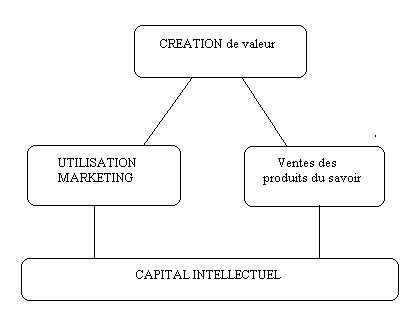 CREATION de valeur
UTILISATION
MARKETING
Ventes des
produits du savoir
CAPITAL INTELLECTUEL